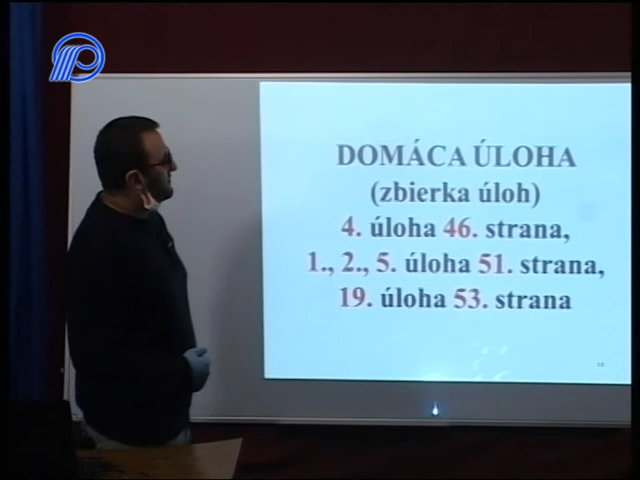 DOMÁCA ÚLOHA
(zbierka úloh)
4. úloha 46. strana,
1., 2., 5. úloha 51. strana,
19. úloha 53. strana